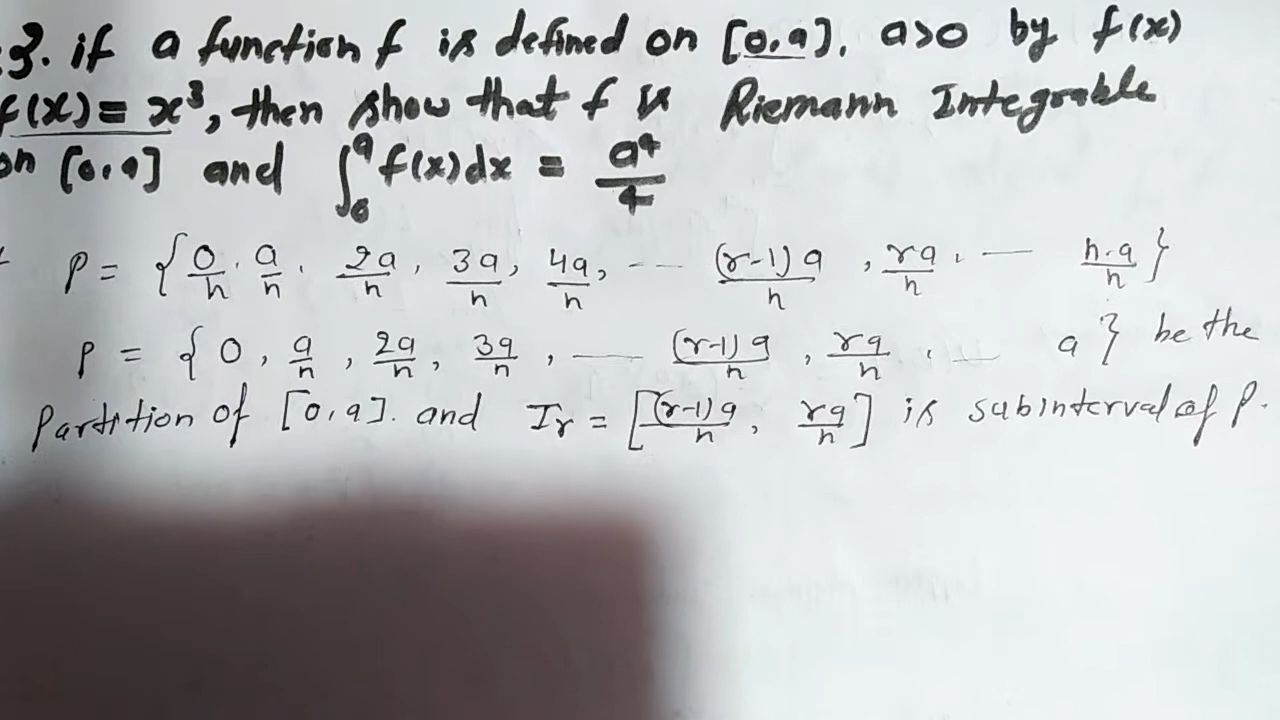 3. if a function f is defined on [0,a], a>0 by f(x)
f(x) = x³, then show that f is Riemann Integrable
on [0,a] and ∫₀ᵃ f(x)dx = a⁴/4
P = { 0/n, a/n, 2a/n, 3a/n, 4a/n, --- (r-1)a/n, ra/n, — n.a/n }
P = { 0, a/n, 2a/n, 3a/n, — (r-1)a/n, ra/n, — a } be the
Partition of [0,a]. and Iᵣ = [(r-1)a/n, ra/n] is subinterval of P.